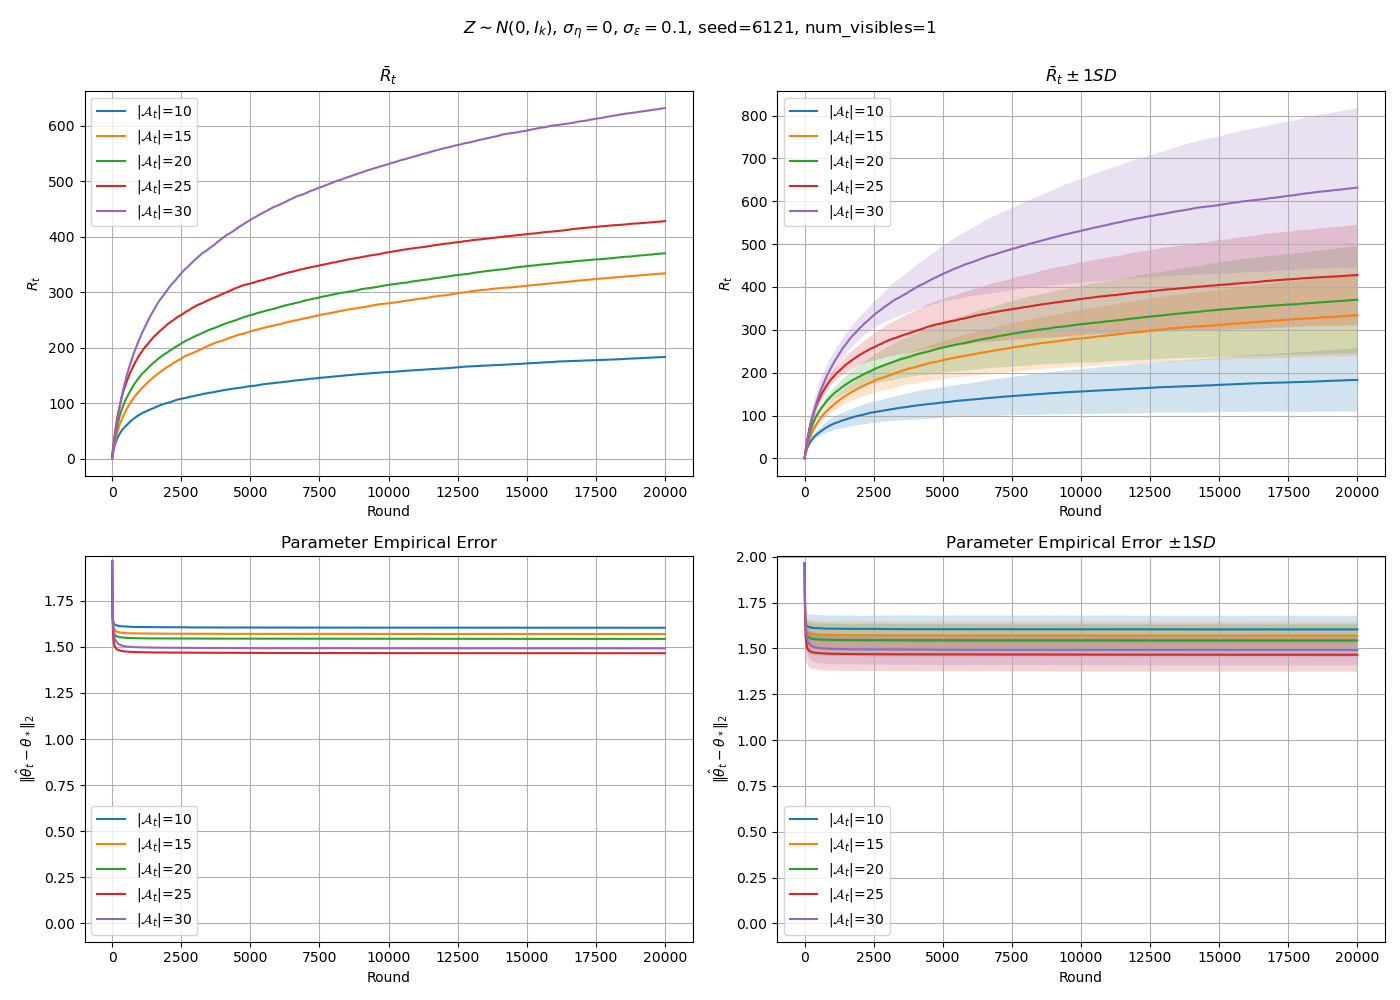 Z ∼ N(0, I_k), σ_η = 0, σ_ε = 0.1, seed=6121, num_visibles=1
R̄_t
R_t
600
500
400
300
200
100
0
|𝒜_t|=10
|𝒜_t|=15
|𝒜_t|=20
|𝒜_t|=25
|𝒜_t|=30
0 2500 5000 7500 10000 12500 15000 17500 20000
Round
R̄_t ± 1SD
R_t
800
700
600
500
400
300
200
100
0
|𝒜_t|=10
|𝒜_t|=15
|𝒜_t|=20
|𝒜_t|=25
|𝒜_t|=30
0 2500 5000 7500 10000 12500 15000 17500 20000
Round
Parameter Empirical Error
‖θ̂_t − θ_*‖_2
1.75
1.50
1.25
1.00
0.75
0.50
0.25
0.00
|𝒜_t|=10
|𝒜_t|=15
|𝒜_t|=20
|𝒜_t|=25
|𝒜_t|=30
0 2500 5000 7500 10000 12500 15000 17500 20000
Round
Parameter Empirical Error ±1SD
‖θ̂_t − θ_*‖_2
2.00
1.75
1.50
1.25
1.00
0.75
0.50
0.25
0.00
|𝒜_t|=10
|𝒜_t|=15
|𝒜_t|=20
|𝒜_t|=25
|𝒜_t|=30
0 2500 5000 7500 10000 12500 15000 17500 20000
Round